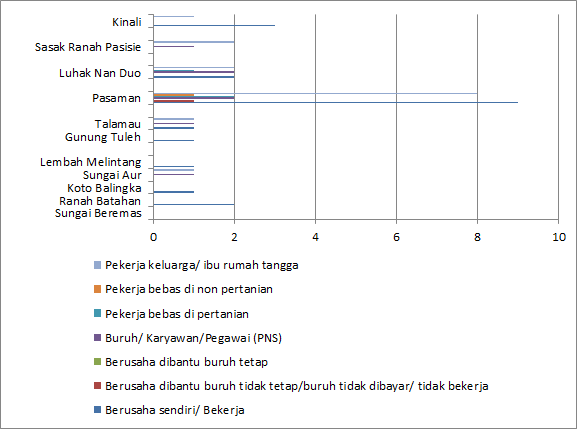 Kinali
Sasak Ranah Pasisie
Luhak Nan Duo
Pasaman
Talamau
Gunung Tuleh
Lembah Melintang
Sungai Aur
Koto Balingka
Ranah Batahan
Sungai Beremas
0 2 4 6 8 10
Pekerja keluarga/ ibu rumah tangga
Pekerja bebas di non pertanian
Pekerja bebas di pertanian
Buruh/ Karyawan/Pegawai (PNS)
Berusaha dibantu buruh tetap
Berusaha dibantu buruh tidak tetap/buruh tidak dibayar/ tidak bekerja
Berusaha sendiri/ Bekerja